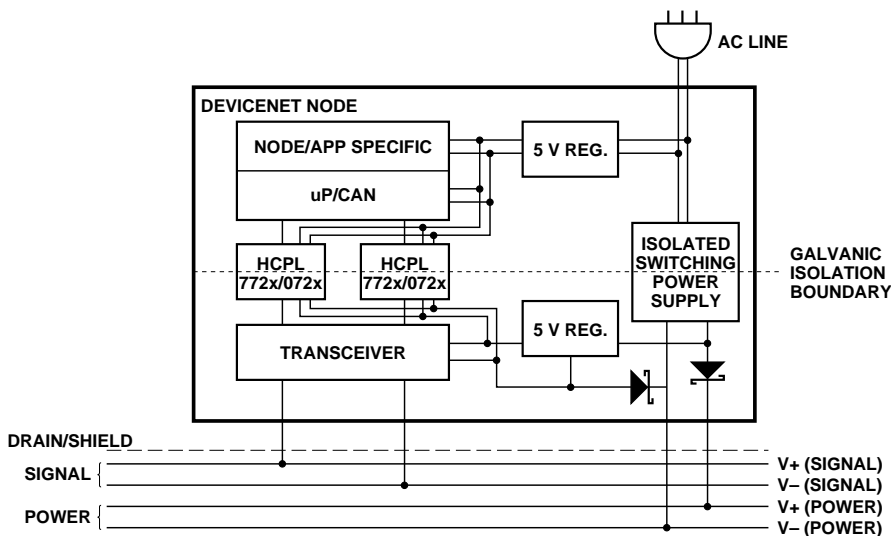 AC LINE
DEVICENET NODE
NODE/APP SPECIFIC
5 V REG.
uP/CAN
HCPL
772x/072x
HCPL
772x/072x
ISOLATED
SWITCHING
POWER
SUPPLY
GALVANIC
ISOLATION
BOUNDARY
5 V REG.
TRANSCEIVER
DRAIN/SHIELD
SIGNAL
V+ (SIGNAL)
V– (SIGNAL)
POWER
V+ (POWER)
V– (POWER)